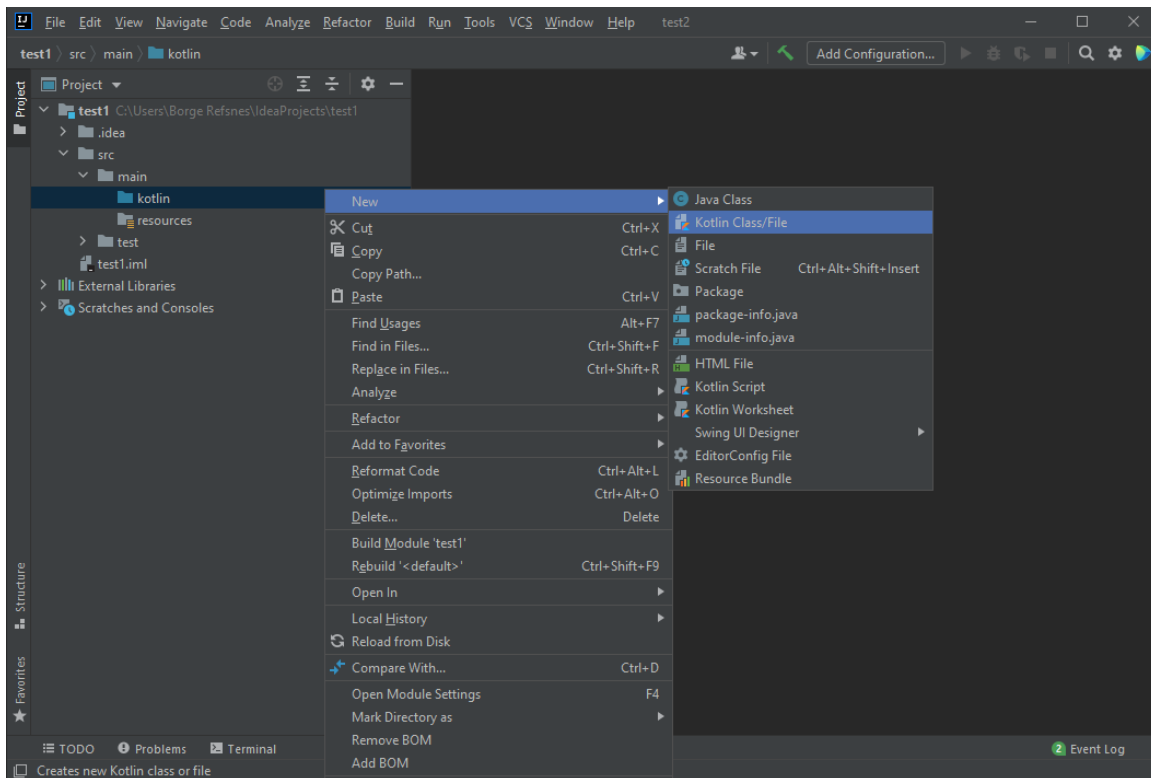 IJ File Edit View Navigate Code Analyze Refactor Build Run Tools VCS Window Help test2
test1 src main kotlin Add Configuration...
Project
Project
test1 C:\Users\Borge Refsnes\IdeaProjects\test1
.idea
src
main
kotlin
resources
test
test1.iml
External Libraries
Scratches and Consoles
New
Cut Ctrl+X
Copy Ctrl+C
Copy Path...
Paste Ctrl+V
Find Usages Alt+F7
Find in Files... Ctrl+Shift+F
Replace in Files... Ctrl+Shift+R
Analyze
Refactor
Add to Favorites
Reformat Code Ctrl+Alt+L
Optimize Imports Ctrl+Alt+O
Delete... Delete
Build Module 'test1'
Rebuild '<default>' Ctrl+Shift+F9
Open In
Local History
Reload from Disk
Compare With... Ctrl+D
Open Module Settings F4
Mark Directory as
Remove BOM
Add BOM
Java Class
Kotlin Class/File
File
Scratch File Ctrl+Alt+Shift+Insert
Package
package-info.java
module-info.java
HTML File
Kotlin Script
Kotlin Worksheet
Swing UI Designer
EditorConfig File
Resource Bundle
Structure
Favorites
TODO Problems Terminal 2 Event Log
Creates new Kotlin class or file